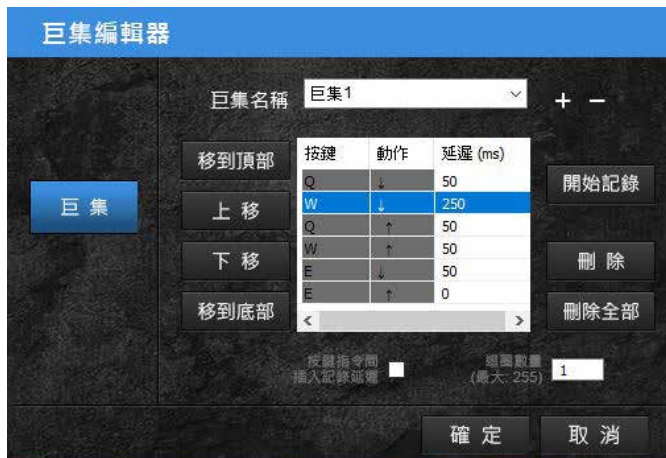 巨集編輯器
巨集名稱 巨集1 + −
移到頂部
上 移
下 移
移到底部
巨 集
按鍵 動作 延遲 (ms)
Q ↓ 50
W ↓ 250
Q ↑ 50
W ↑ 50
E ↓ 50
E ↑ 0
開始記錄
刪 除
刪除全部
按鍵指令間
插入記錄延遲
迴圈數量
(最大: 255) 1
確 定 取 消